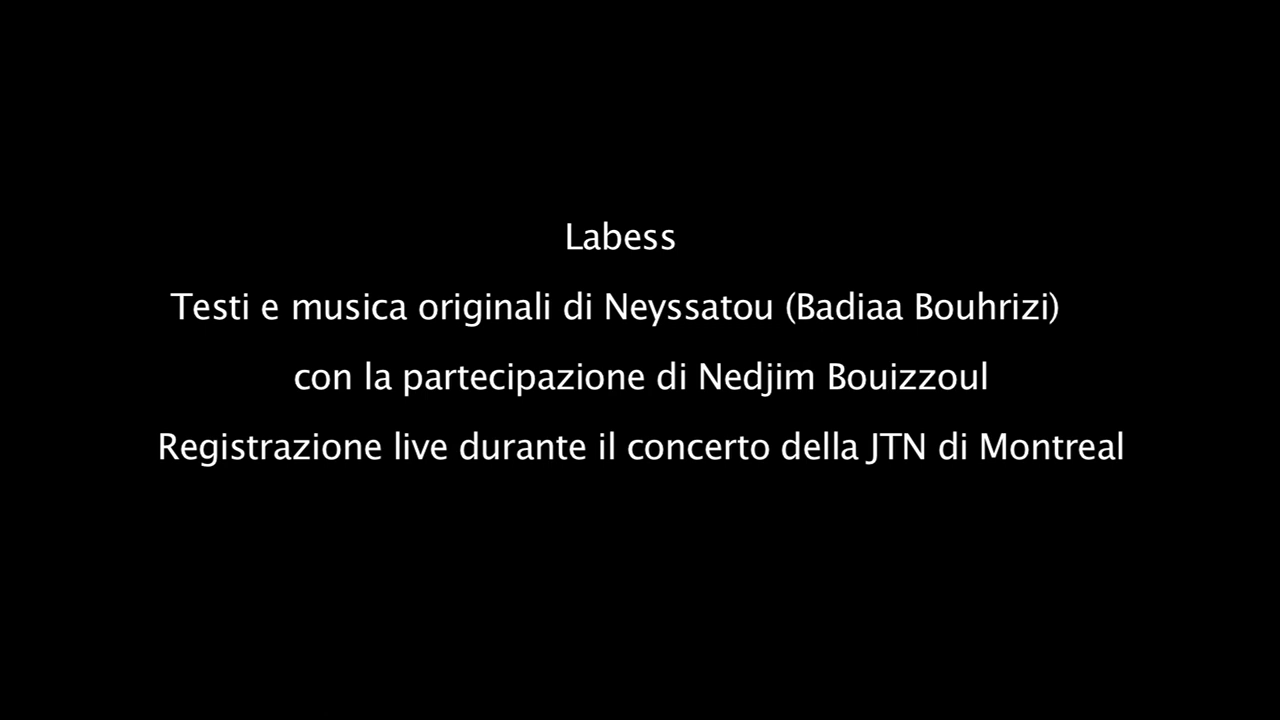 Labess
Testi e musica originali di Neyssatou (Badiaa Bouhrizi)
con la partecipazione di Nedjim Bouizzoul
Registrazione live durante il concerto della JTN di Montreal